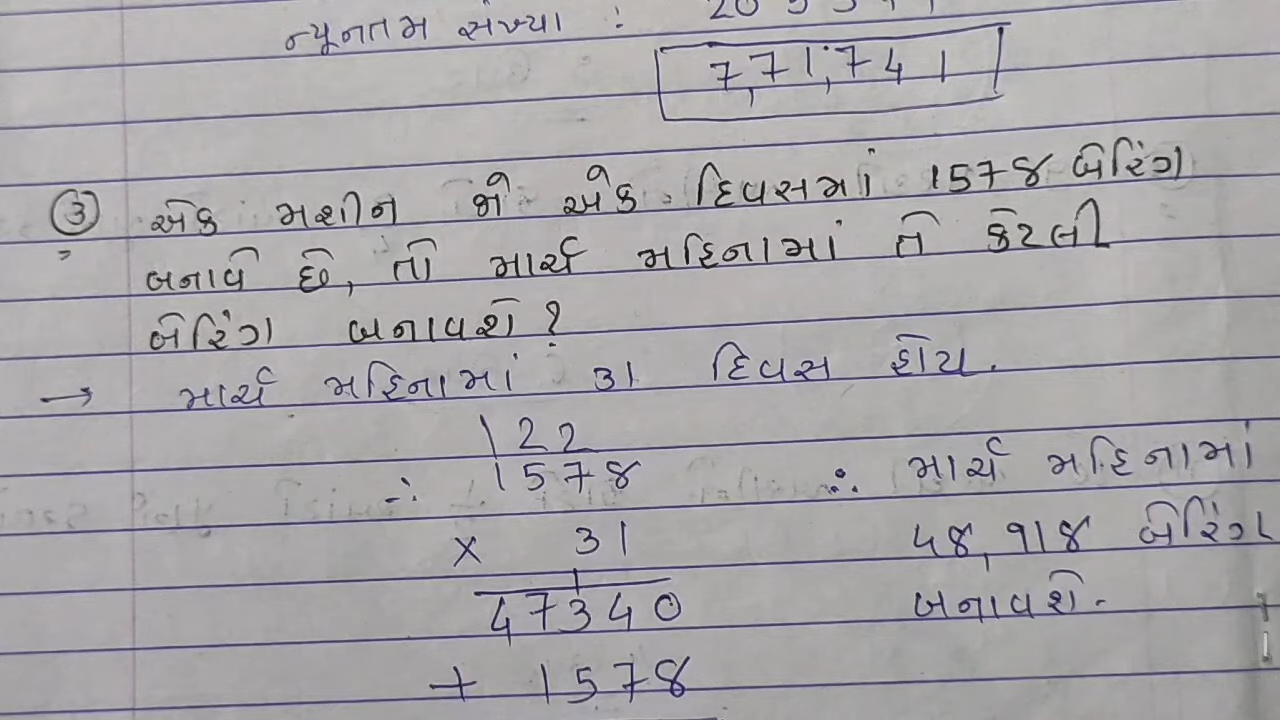 ન્યૂનતમ સંખ્યા :
7,71,741
③ એક મશીન જો એક દિવસમાં 1578 બેરિંગ
બનાવે છે, તો માર્ચ મહિનામાં તે કેટલી
બેરિંગ બનાવશે ?
→ માર્ચ મહિનામાં 31 દિવસ હોય.
122
∴ 1578
× 31
1
47340
+ 1578
∴ માર્ચ મહિનામાં
48,918 બેરિંગ
બનાવશે.